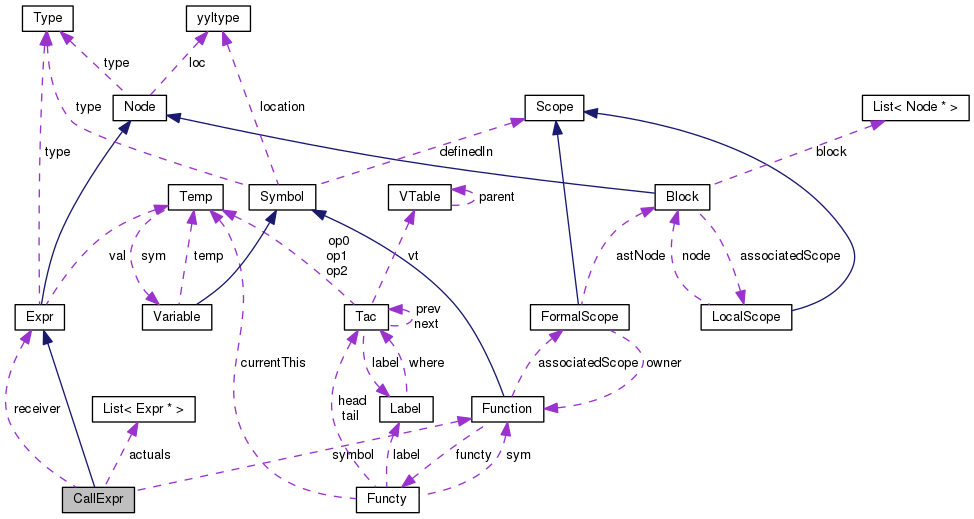 Type
yyltype
type
loc
Node
type
location
Scope
List< Node * >
type
definedIn
block
Temp
Symbol
VTable
parent
Block
val
sym
temp
op0
op1
op2
vt
astNode
node
associatedScope
Expr
Variable
Tac
prev
next
FormalScope
LocalScope
receiver
currentThis
label
where
associatedScope
owner
List< Expr * >
head
tail
Label
Function
actuals
symbol
label
functy
sym
CallExpr
Functy